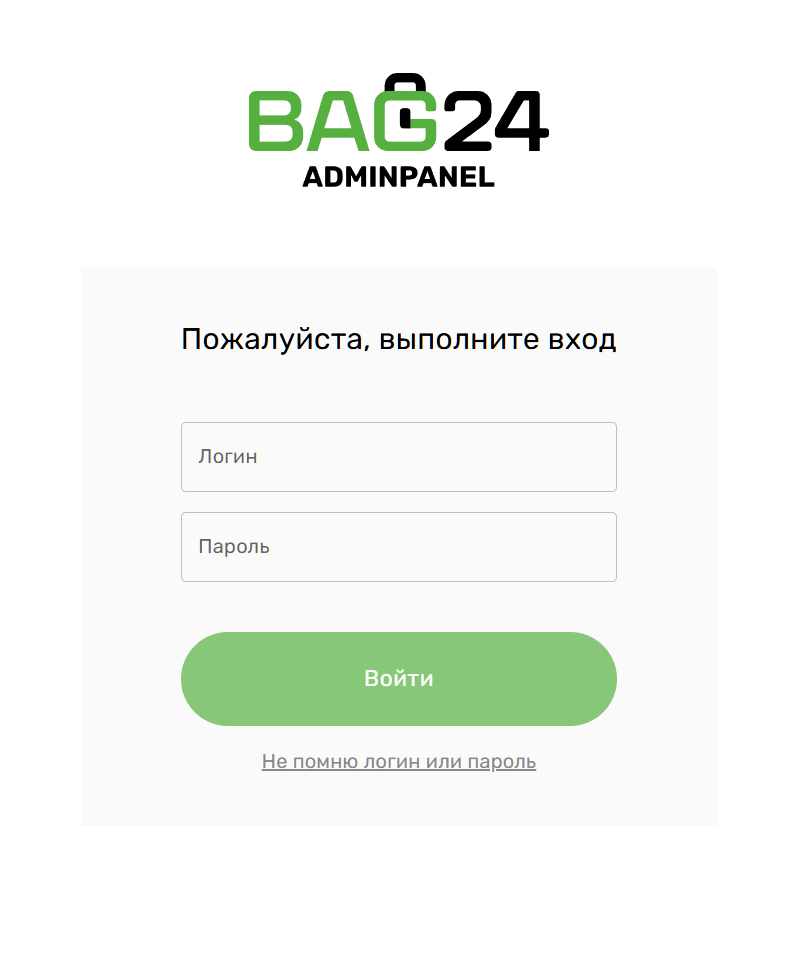 BAG24
ADMINPANEL
Пожалуйста, выполните вход
Логин
Пароль
Войти
Не помню логин или пароль